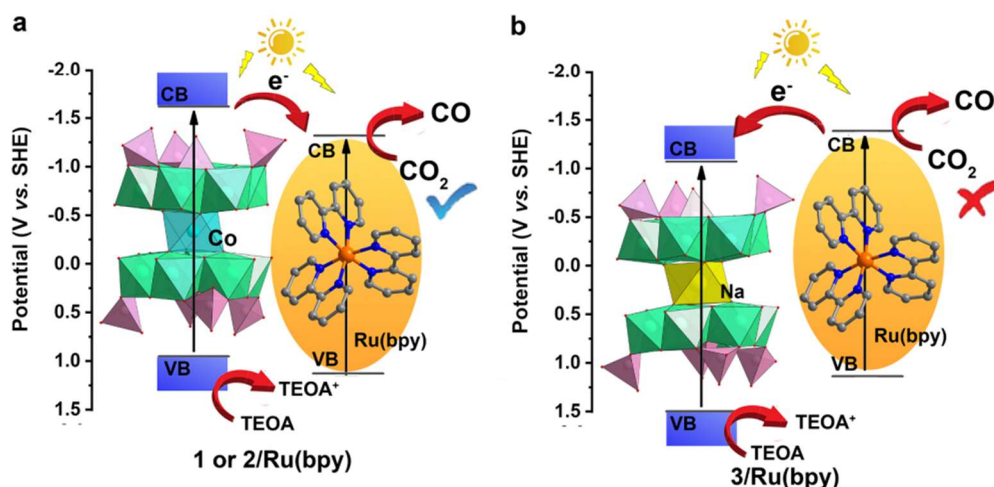 a
Potential (V vs. SHE)
-2.0
-1.5
-1.0
-0.5
0.0
0.5
1.0
1.5
CB
e-
CO
CB
CO₂
Co
Ru(bpy)
VB
VB
TEOA⁺
TEOA
1 or 2/Ru(bpy)
b
Potential (V vs. SHE)
-2.0
-1.5
-1.0
-0.5
0.0
0.5
1.0
1.5
e-
CO
CB
CB
CO₂
Na
Ru(bpy)
VB
VB
TEOA⁺
TEOA
3/Ru(bpy)